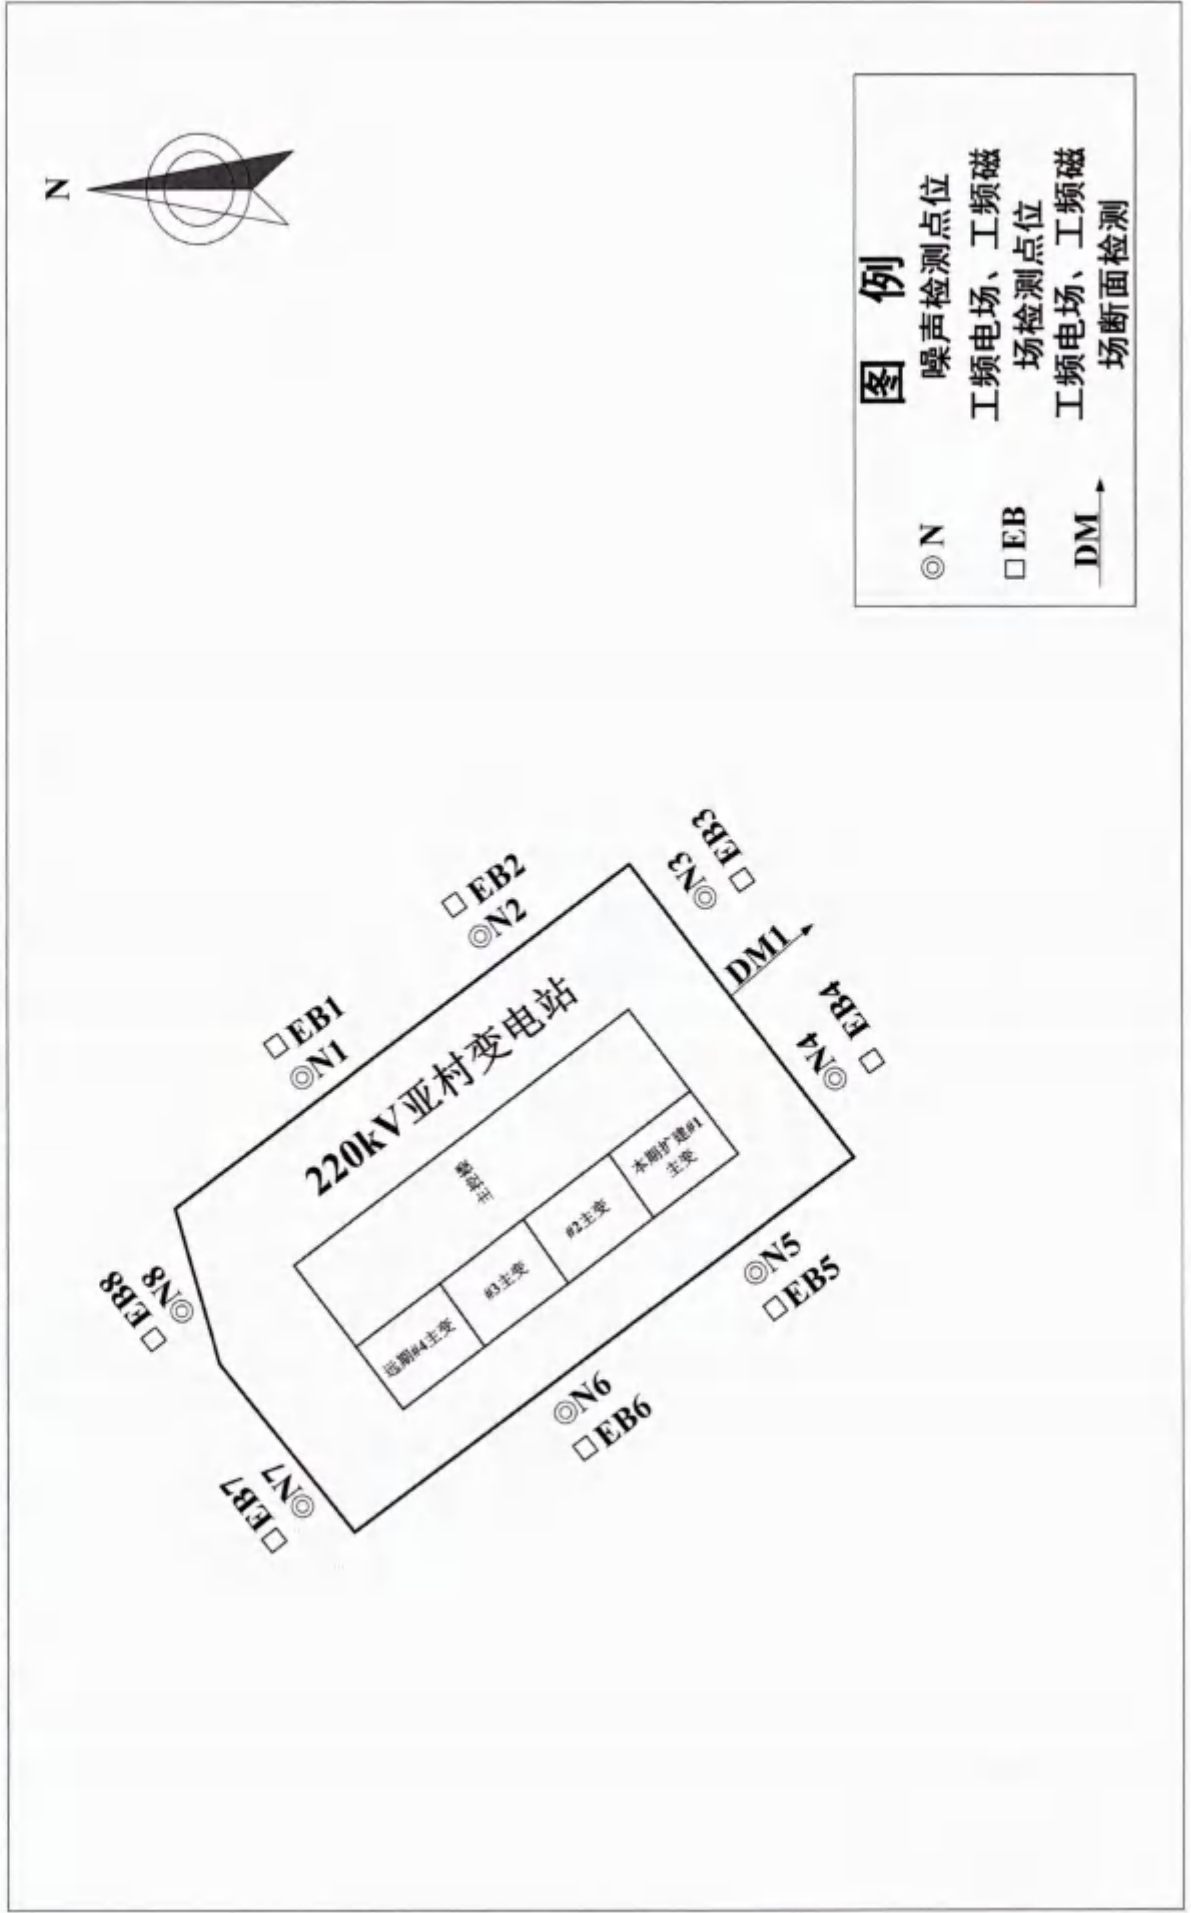 N
EB8
N8
EB7
N7
EB1
N1
EB2
N2
220kV亚村变电站
主控楼
远期#4主变
#3主变
#2主变
本期扩建#1
主变
N3
EB3
DM1
N4
EB4
N5
EB5
N6
EB6
图 例
◎N 噪声检测点位
□EB 工频电场、工频磁
场检测点位
DM 工频电场、工频磁
场断面检测